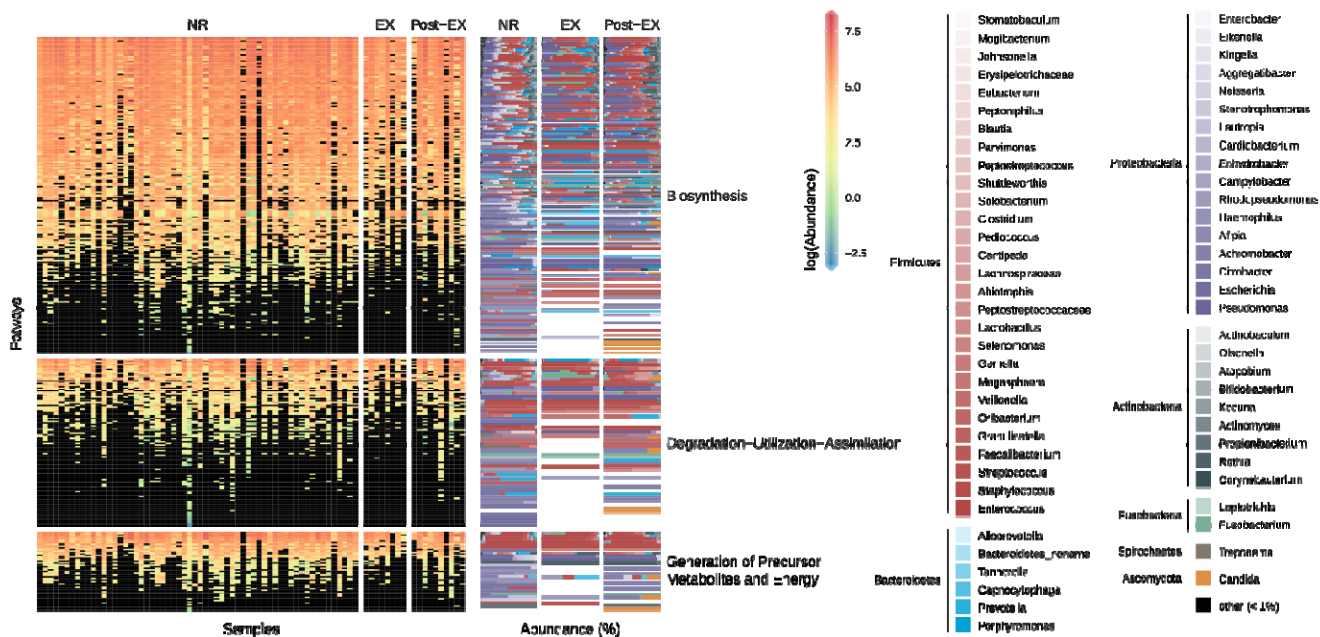 NR
EX
Post-EX
NR
EX
Post-EX
Biosynthesis
Degradation-Utilization-Assimilation
Generation of Precursor
Metabolites and Energy
Patways
Samples
Abundance (%)
log(Abundance)
7.5
5.0
2.5
0.0
-2.5
Firmicutes
Stomatobaculum
Mogibacterium
Johnsonella
Erysipelotrichaceae
Eubacterium
Peptoniphilus
Blautia
Parvimonas
Peptostreptococcus
Shuttleworthia
Solobacterium
Clostridium
Pediococcus
Centipeda
Lachnospiraceae
Abiotrophia
Peptostreptococcaceae
Lactobacillus
Selenomonas
Gemella
Megasphaera
Veillonella
Oribacterium
Granulicatella
Faecalibacterium
Streptococcus
Staphylococcus
Enterococcus
Bacteroidetes
Alloprevotella
Bacteroidetes_noname
Tannerella
Capnocytophaga
Prevotella
Porphyromonas
Proteobacteria
Enterobacter
Eikenella
Kingella
Aggregatibacter
Neisseria
Stenotrophomonas
Lautropia
Cardiobacterium
Enhydrobacter
Campylobacter
Rhodopseudomonas
Haemophilus
Afipia
Achromobacter
Citrobacter
Escherichia
Pseudomonas
Actinobacteria
Actinobaculum
Olsenella
Atopobium
Bifidobacterium
Kocuria
Actinomyces
Propionibacterium
Rothia
Corynebacterium
Fusobacteria
Leptotrichia
Fusobacterium
Spirochaetes
Treponema
Ascomycota
Candida
other (< 1%)